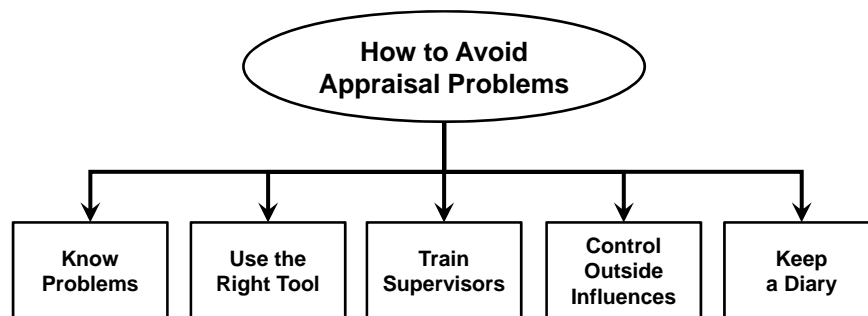 How to Avoid
Appraisal Problems
Know
Problems
Use the
Right Tool
Train
Supervisors
Control
Outside
Influences
Keep
a Diary